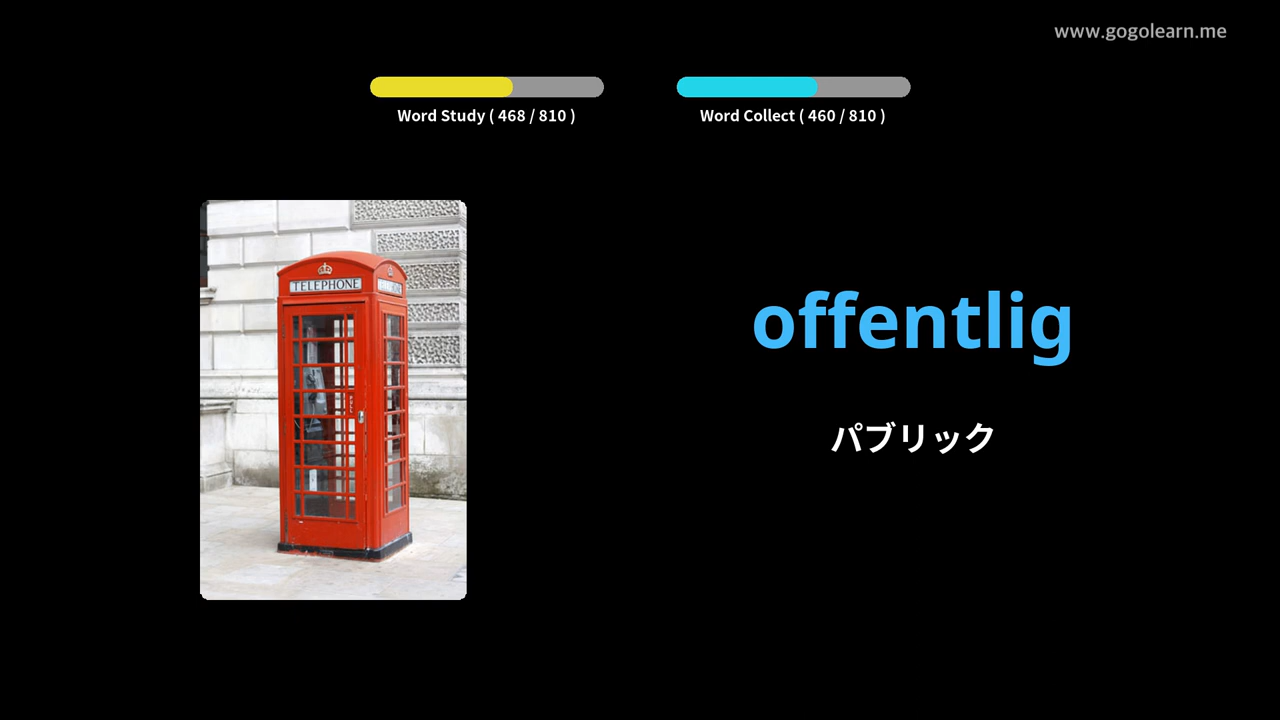 www.gogolearn.me
Word Study ( 468 / 810 )
Word Collect ( 460 / 810 )
TELEPHONE
offentlig
パブリック